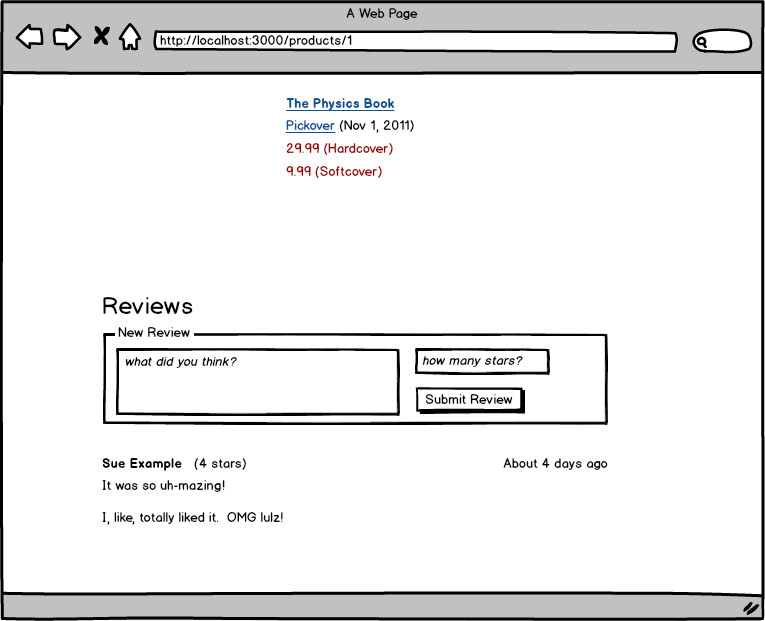 A Web Page
http://localhost:3000/products/1
The Physics Book
Pickover (Nov 1, 2011)
29.99 (Hardcover)
9.99 (Softcover)
Reviews
New Review
what did you think?
how many stars?
Submit Review
Sue Example (4 stars) About 4 days ago
It was so uh-mazing!
I, like, totally liked it. OMG lulz!